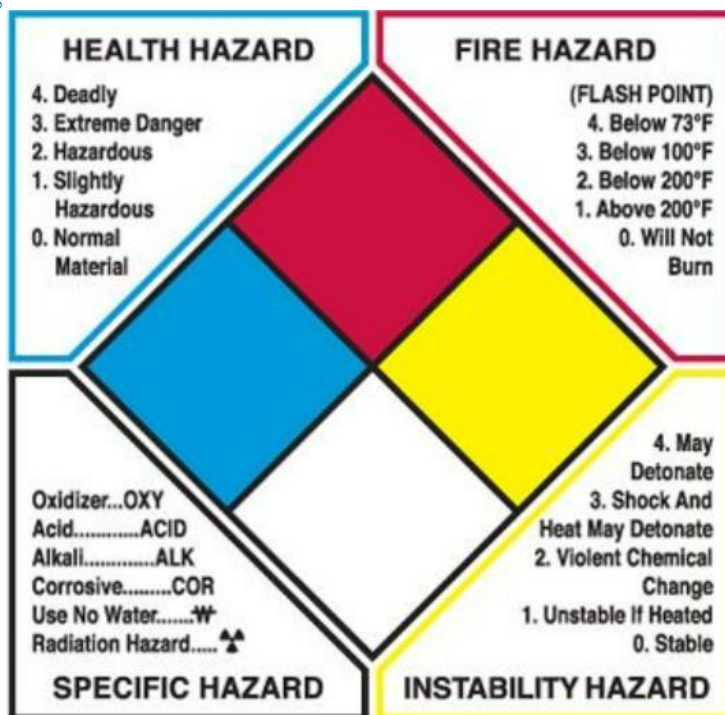 HEALTH HAZARD
4. Deadly
3. Extreme Danger
2. Hazardous
1. Slightly
Hazardous
0. Normal
Material
FIRE HAZARD
(FLASH POINT)
4. Below 73°F
3. Below 100°F
2. Below 200°F
1. Above 200°F
0. Will Not
Burn
Oxidizer...OXY
Acid............ACID
Alkali.............ALK
Corrosive.........COR
Use No Water.......W̶
Radiation Hazard.....☢
SPECIFIC HAZARD
4. May
Detonate
3. Shock And
Heat May Detonate
2. Violent Chemical
Change
1. Unstable If Heated
0. Stable
INSTABILITY HAZARD